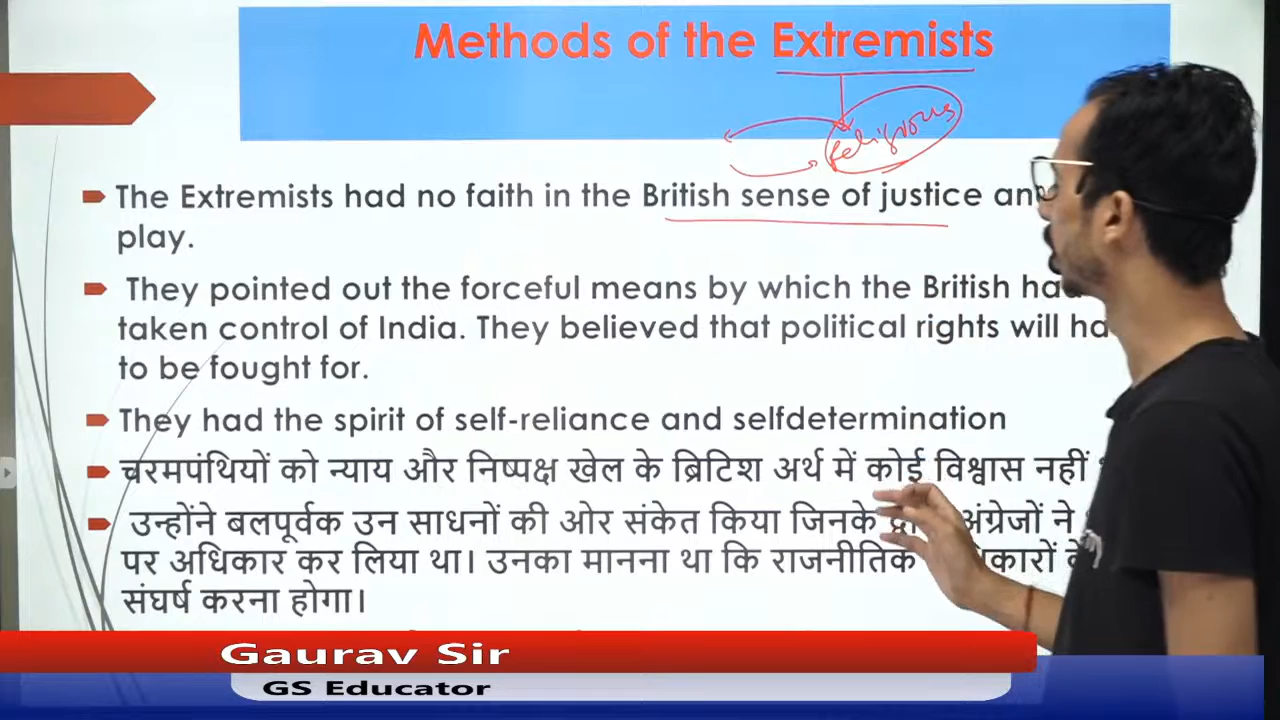 Methods of the Extremists
Religious
The Extremists had no faith in the British sense of justice an
play.
They pointed out the forceful means by which the British had
taken control of India. They believed that political rights will ha
to be fought for.
They had the spirit of self-reliance and selfdetermination
चरमपंथियों को न्याय और निष्पक्ष खेल के ब्रिटिश अर्थ में कोई विश्वास नहीं
उन्होंने बलपूर्वक उन साधनों की ओर संकेत किया जिनके अंग्रेजों ने
पर अधिकार कर लिया था। उनका मानना था कि राजनीतिक
संघर्ष करना होगा।
Gaurav Sir
GS Educator